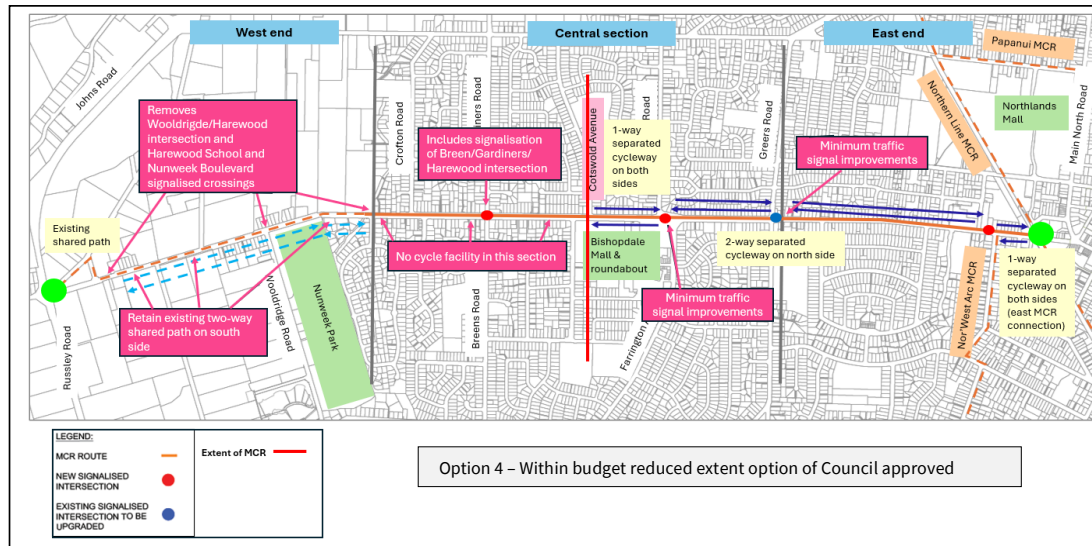 West end
Central section
East end
Papanui MCR
Johns Road
Removes
Wooldrigde/Harewood
intersection and
Harewood School and
Nunweek Boulevard
signalised crossings
Crofton Road
Includes signalisation
of Breen/Gardiners/
Harewood intersection
Cotswold Avenue
1-way
separated
cycleway
on both
sides
Greers Road
Minimum traffic
signal improvements
Northern Line MCR
Northlands
Mall
Main North Road
Existing
shared path
No cycle facility in this section
Bishopdale
Mall &
roundabout
2-way separated
cycleway on north side
1-way
separated
cycleway on
both sides
(east MCR
connection)
Retain existing two-way
shared path on south
side
Russley Road
Wooldridge Road
Nunweek Park
Breens Road
Minimum traffic
signal improvements
Nor'West Arc MCR
LEGEND:
MCR ROUTE
NEW SIGNALISED
INTERSECTION
EXISTING SIGNALISED
INTERSECTION TO BE
UPGRADED
Extent of MCR
Option 4 – Within budget reduced extent option of Council approved